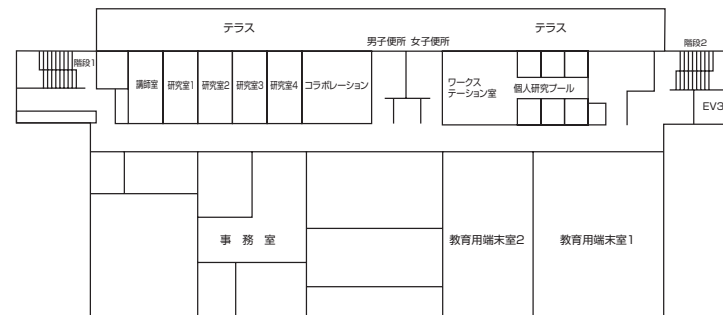 テラス
テラス
男子便所 女子便所
階段1
階段2
講師室
研究室1
研究室2
研究室3
研究室4
コラボレーション
ワークス
テーション室
個人研究ブール
EV3
事 務 室
教育用端末室2
教育用端末室1